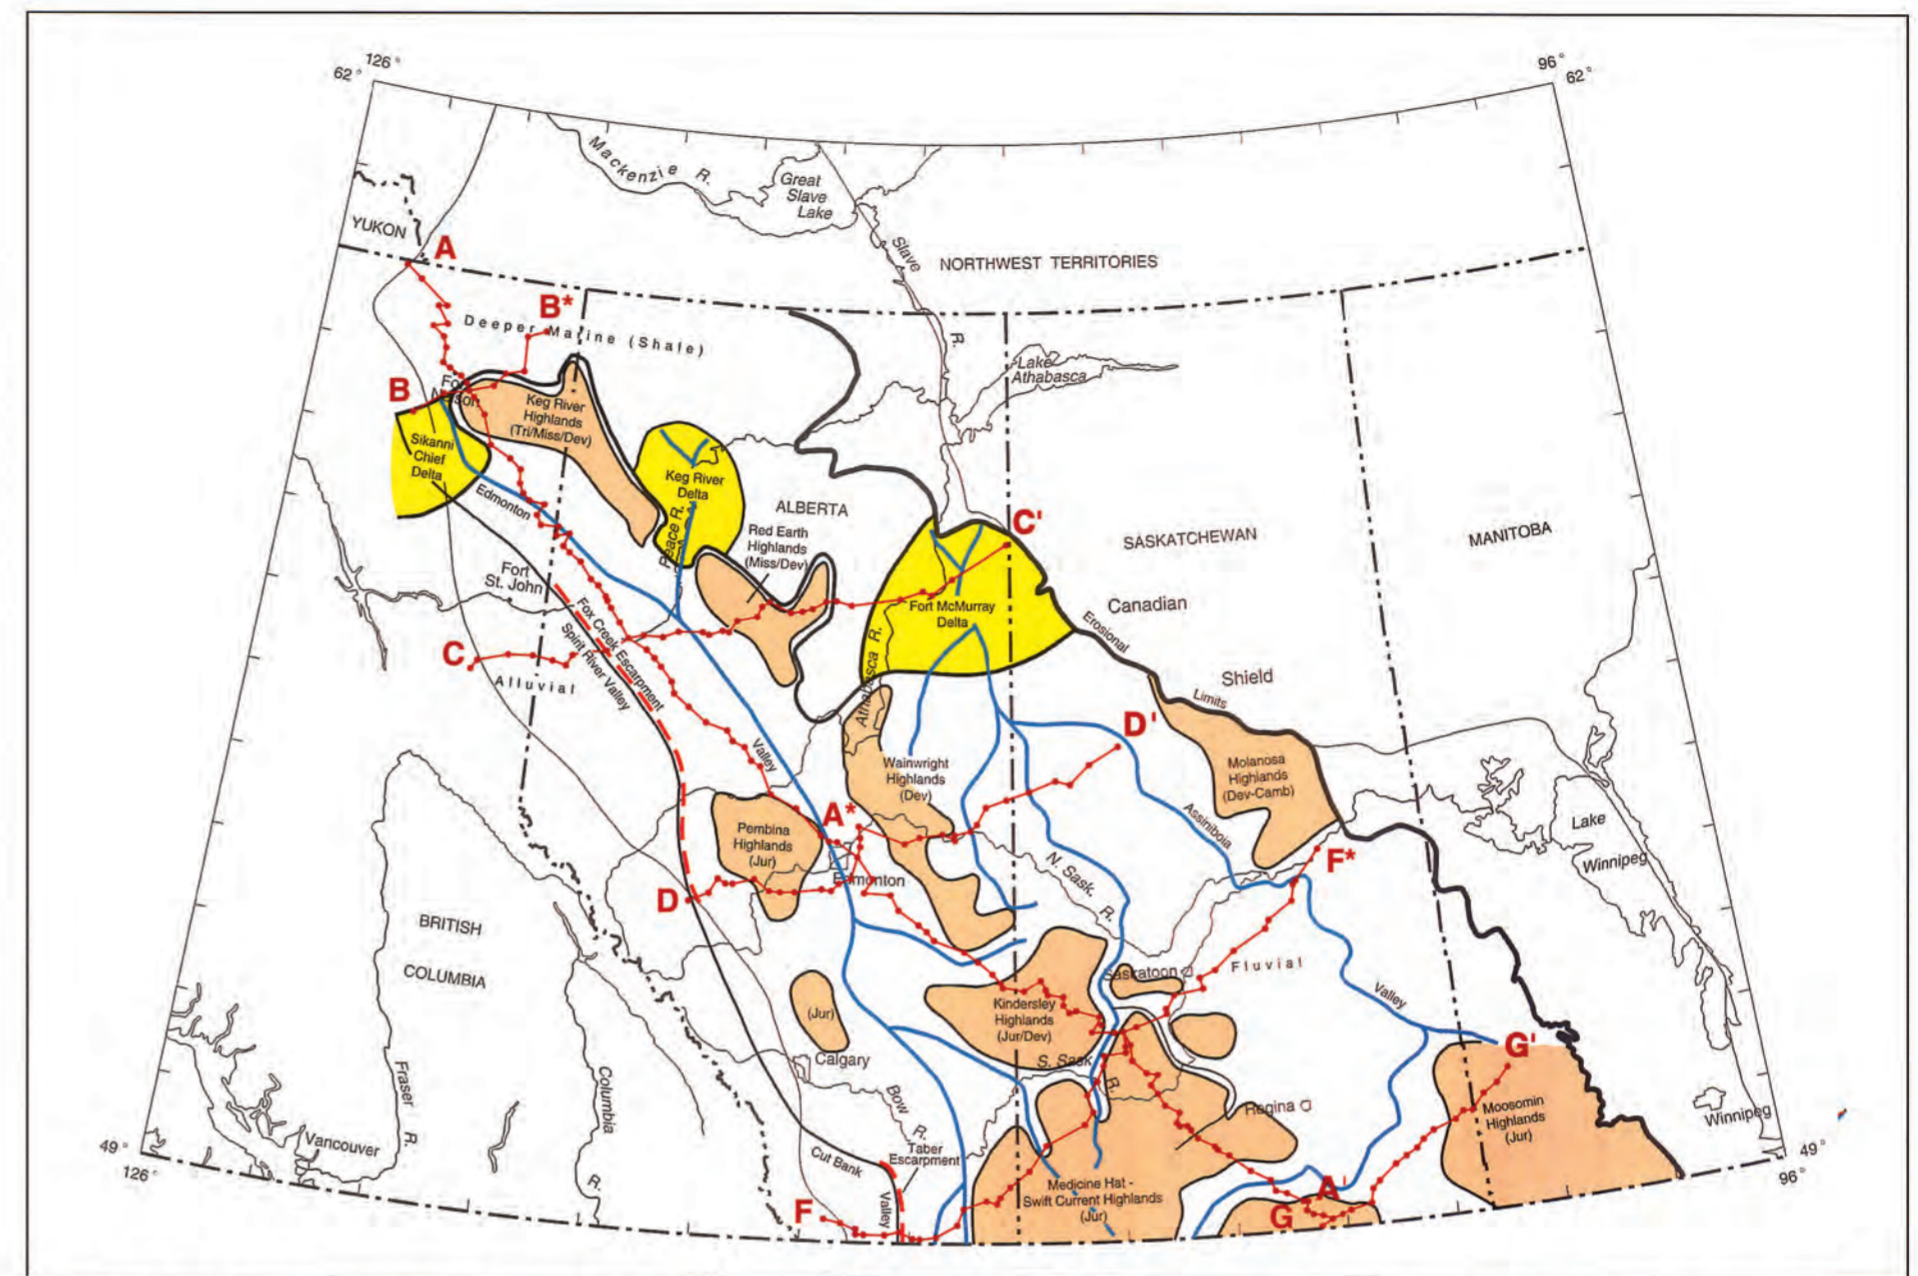 126°
62°
96°
62°
Mackenzie R.
Great
Slave
Lake
YUKON
Slave
R.
NORTHWEST TERRITORIES
A
B*
Deeper Marine (Shale)
Lake
Athabasca
B
Fort
Nelson
Keg River
Highlands
(Tri/Miss/Dev)
Sikanni
Chief
Delta
Keg River
Delta
Edmonton
Peace R.
ALBERTA
Red Earth
Highlands
(Miss/Dev)
C'
SASKATCHEWAN
MANITOBA
Fort
St. John
Fox Creek Escarpment
Spirit River Valley
Fort McMurray
Delta
Canadian
Erosional
C
Alluvial
Athabasca R.
Shield
Limits
D'
Valley
Wainwright
Highlands
(Dev)
Molanosa
Highlands
(Dev-Camb)
Assiniboia
Pembina
Highlands
(Jur)
A*
Edmonton
D
N. Sask. R.
F*
Lake
Winnipeg
BRITISH
COLUMBIA
Saskatoon
Fluvial
Valley
(Jur)
Kindersley
Highlands
(Jur/Dev)
Calgary
S. Sask
R.
G'
Fraser
R.
Columbia
R.
Bow
R.
Regina
Moosomin
Highlands
(Jur)
Winnipeg
Vancouver
49°
126°
Cut Bank
Valley
Taber
Escarpment
Medicine Hat -
Swift Current Highlands
(Jur)
A'
F
G
49°
96°